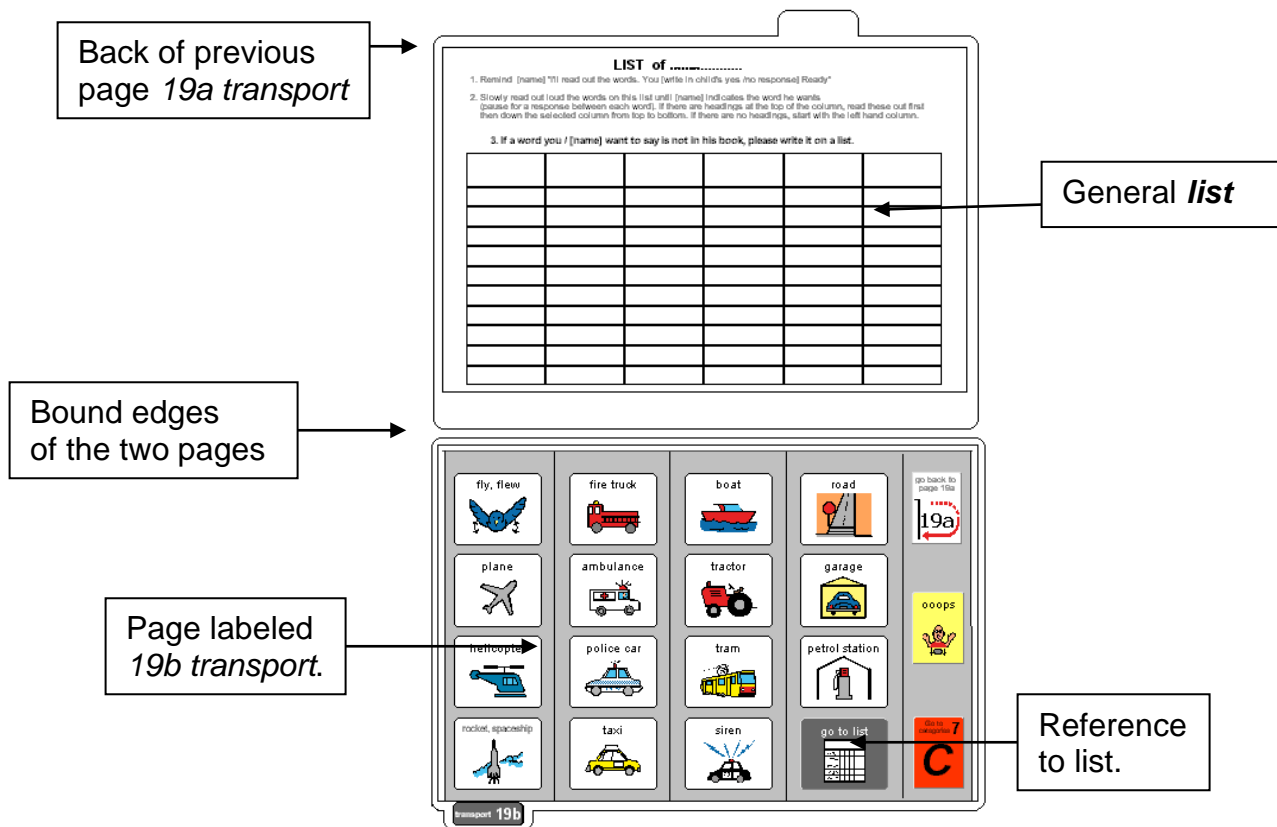 Back of previous
page 19a transport
LIST of ....................
1. Remind [name] "I'll read out the words. You [write in child's yes /no response] Ready"
2. Slowly read out loud the words on this list until [name] indicates the word he wants
(pause for a response between each word). If there are headings at the top of the column, read these out first
then down the selected column from top to bottom. If there are no headings, start with the left hand column.
3. If a word you / [name] want to say is not in his book, please write it on a list.
General list
Bound edges
of the two pages
fly, flew
fire truck
boat
road
go back to
page 19a
19a
plane
ambulance
tractor
garage
ooops
Page labeled
19b transport.
helicopter
police car
tram
petrol station
rocket, spaceship
taxi
siren
go to list
Go to
categories 7
C
Reference
to list.
transport 19b